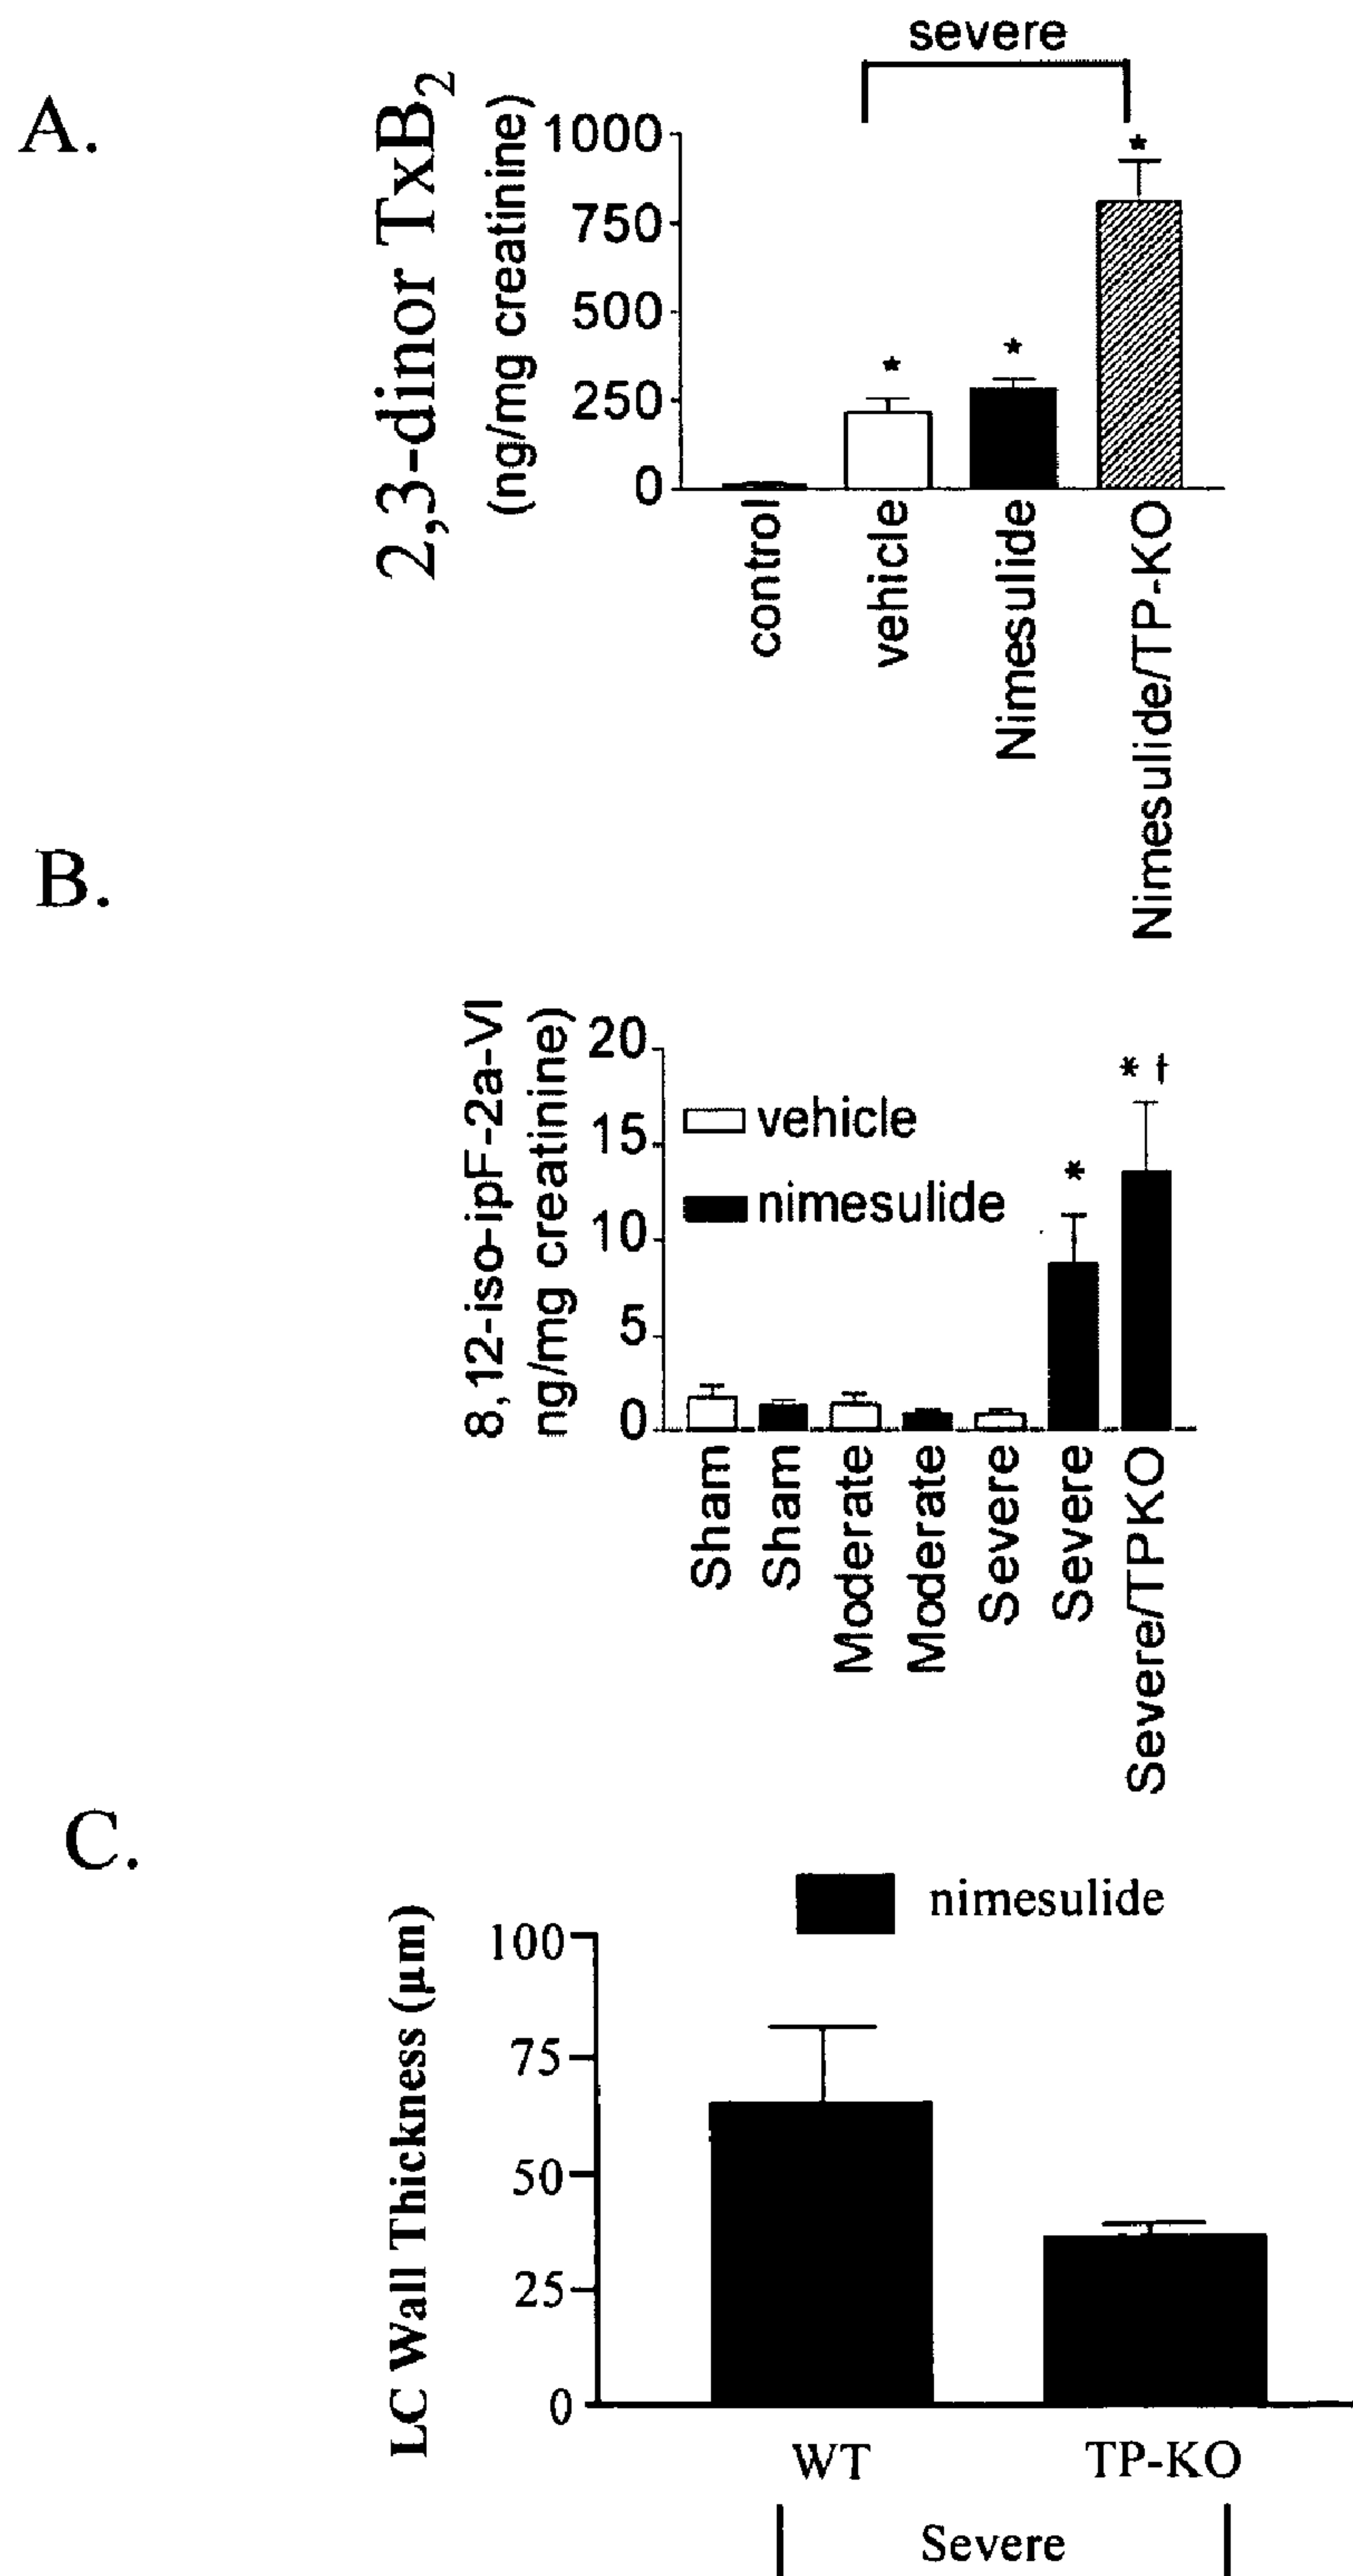 A.
severe
2,3-dinor TxB2
(ng/mg creatinine)
1000
750
500
250
0
*
*
*
control
vehicle
Nimesulide
Nimesulide/TP-KO
B.
8,12-iso-ipF-2a-VI
ng/mg creatinine)
20
15
10
5
0
vehicle
nimesulide
*
* †
Sham
Sham
Moderate
Moderate
Severe
Severe
Severe/TPKO
C.
nimesulide
LC Wall Thickness (µm)
100
75
50
25
0
WT
TP-KO
Severe